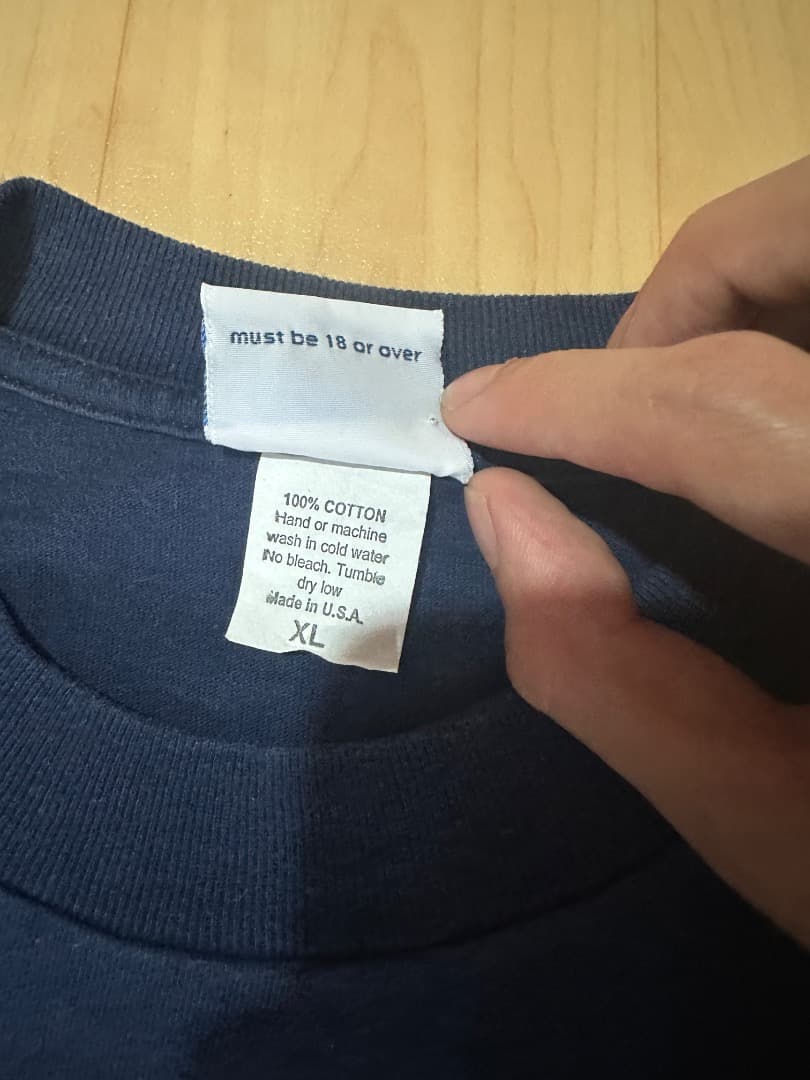 must be 18 or over
100% COTTON
Hand or machine
wash in cold water
No bleach. Tumble
dry low
Made in U.S.A.
XL